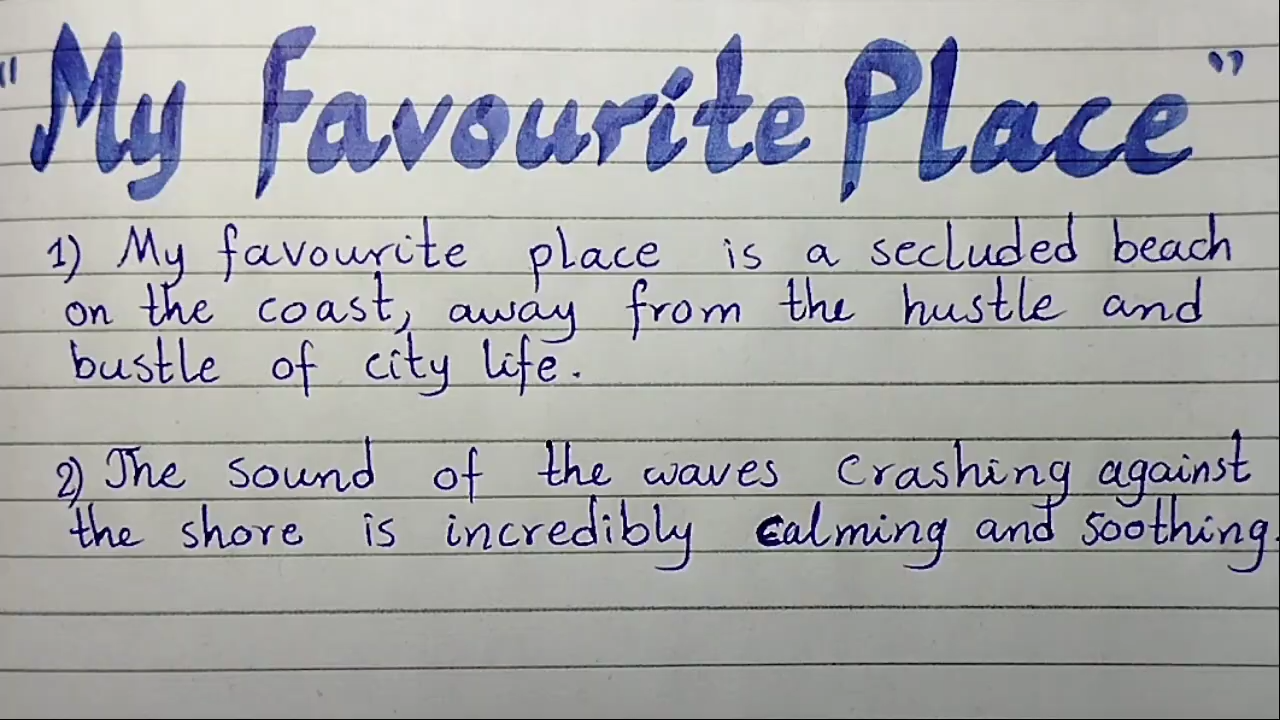 "My favourite Place"
1) My favourite place is a secluded beach
on the coast, away from the hustle and
bustle of city life.
2) The sound of the waves crashing against
the shore is incredibly calming and soothing.